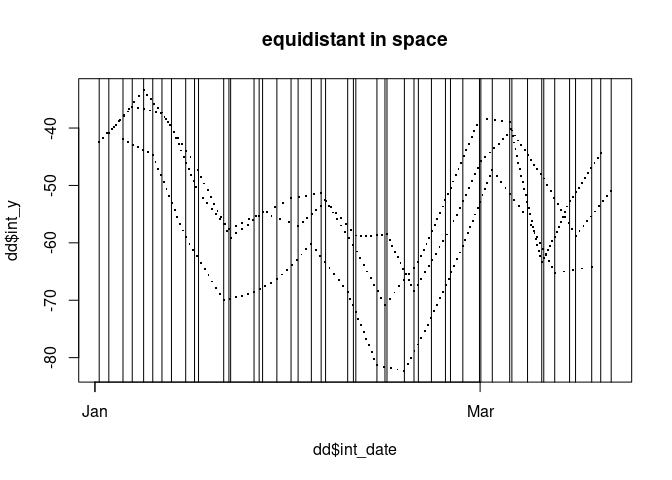 equidistant in space
dd$int_y
-40
-50
-60
-70
-80
Jan
Mar
dd$int_date